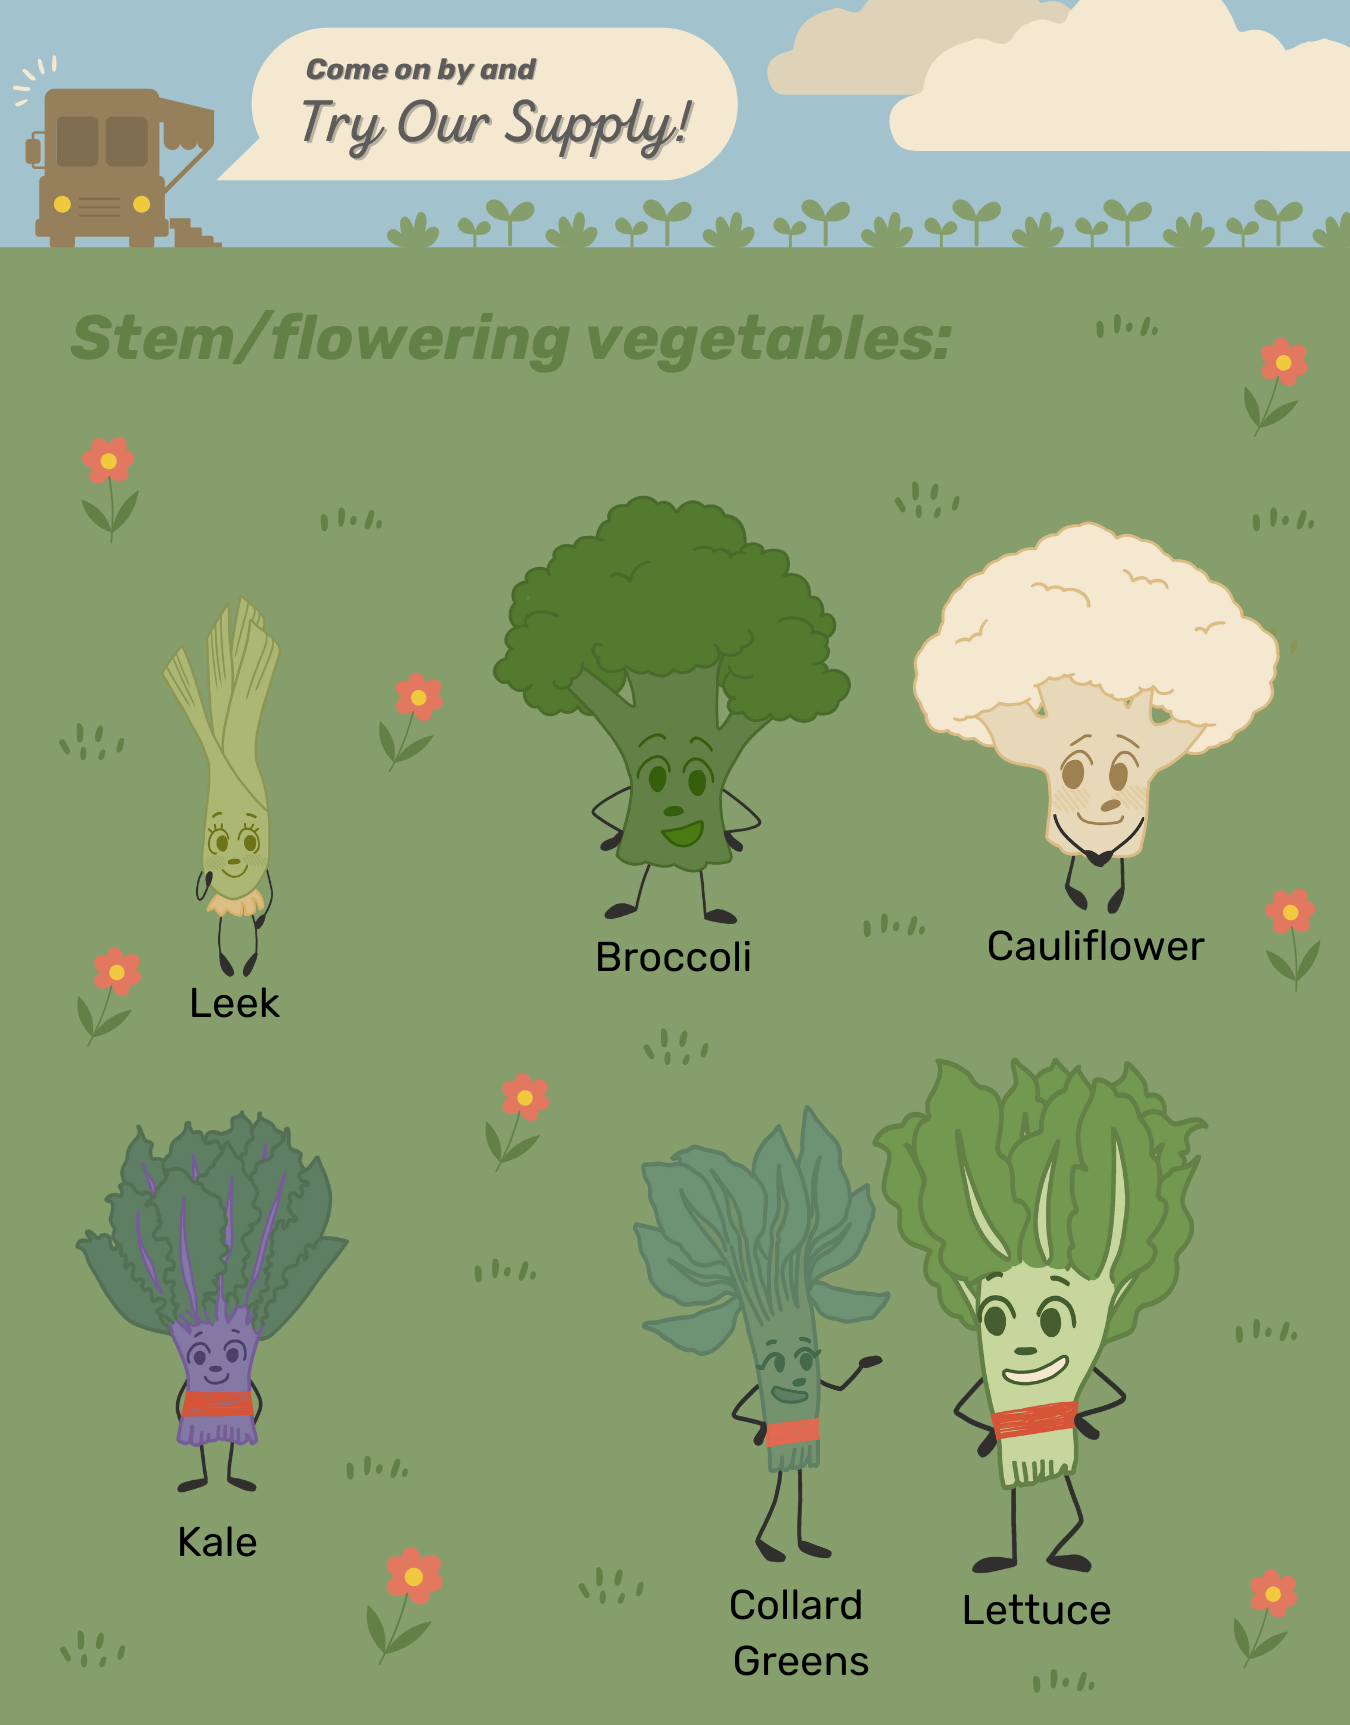 Come on by and
Try Our Supply!
Stem/flowering vegetables:
Leek
Broccoli
Cauliflower
Kale
Collard
Greens
Lettuce